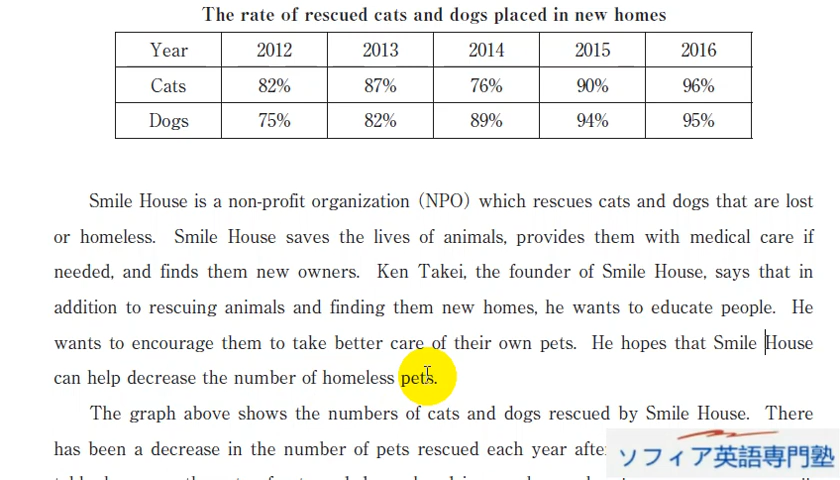 The rate of rescued cats and dogs placed in new homes
Year 2012 2013 2014 2015 2016
Cats 82% 87% 76% 90% 96%
Dogs 75% 82% 89% 94% 95%
Smile House is a non-profit organization (NPO) which rescues cats and dogs that are lost
or homeless. Smile House saves the lives of animals, provides them with medical care if
needed, and finds them new owners. Ken Takei, the founder of Smile House, says that in
addition to rescuing animals and finding them new homes, he wants to educate people. He
wants to encourage them to take better care of their own pets. He hopes that Smile House
can help decrease the number of homeless pets.
The graph above shows the numbers of cats and dogs rescued by Smile House. There
has been a decrease in the number of pets rescued each year
ソフィア英語専門塾